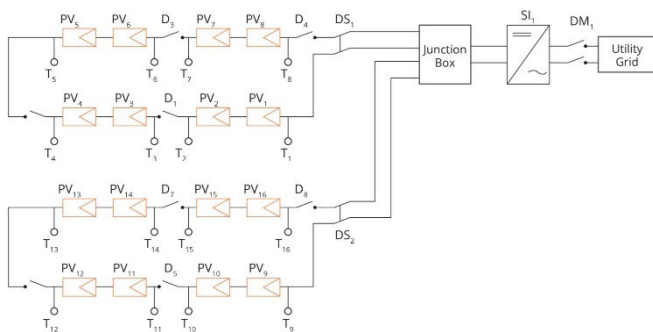 PV₅ PV₆ D₃ PV₇ PV₈ D₄ DS₁ SI₁ DM₁
Junction Box
Utility Grid
T₅ T₆ T₇ T₈
PV₄ PV₃ D₁ PV₂ PV₁
T₄ T₃ T₂ T₁
PV₁₃ PV₁₄ D₇ PV₁₅ PV₁₆ D₈
DS₂
T₁₃ T₁₄ T₁₅ T₁₆
PV₁₂ PV₁₁ D₅ PV₁₀ PV₉
T₁₂ T₁₁ T₁₀ T₉